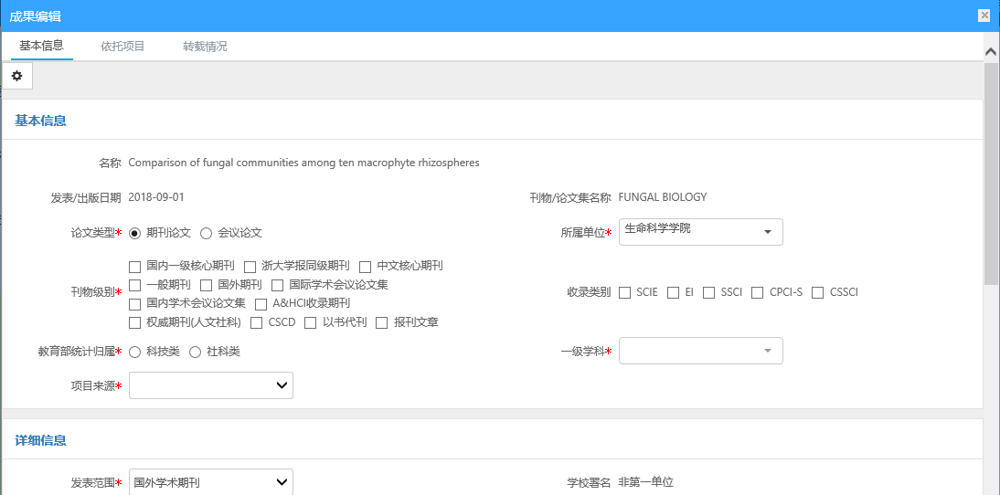 成果编辑
基本信息 依托项目 转载情况
基本信息
名称 Comparison of fungal communities among ten macrophyte rhizospheres
发表/出版日期 2018-09-01 刊物/论文集名称 FUNGAL BIOLOGY
论文类型* 期刊论文 会议论文 所属单位* 生命科学学院
刊物级别* 国内一级核心期刊 浙大学报同级期刊 中文核心期刊
一般期刊 国外期刊 国际学术会议论文集
国内学术会议论文集 A&HCI收录期刊
权威期刊(人文社科) CSCD 以书代刊 报刊文章
收录类别 SCIE EI SSCI CPCI-S CSSCI
教育部统计归属* 科技类 社科类 一级学科*
项目来源*
详细信息
发表范围* 国外学术期刊 学校署名 非第一单位